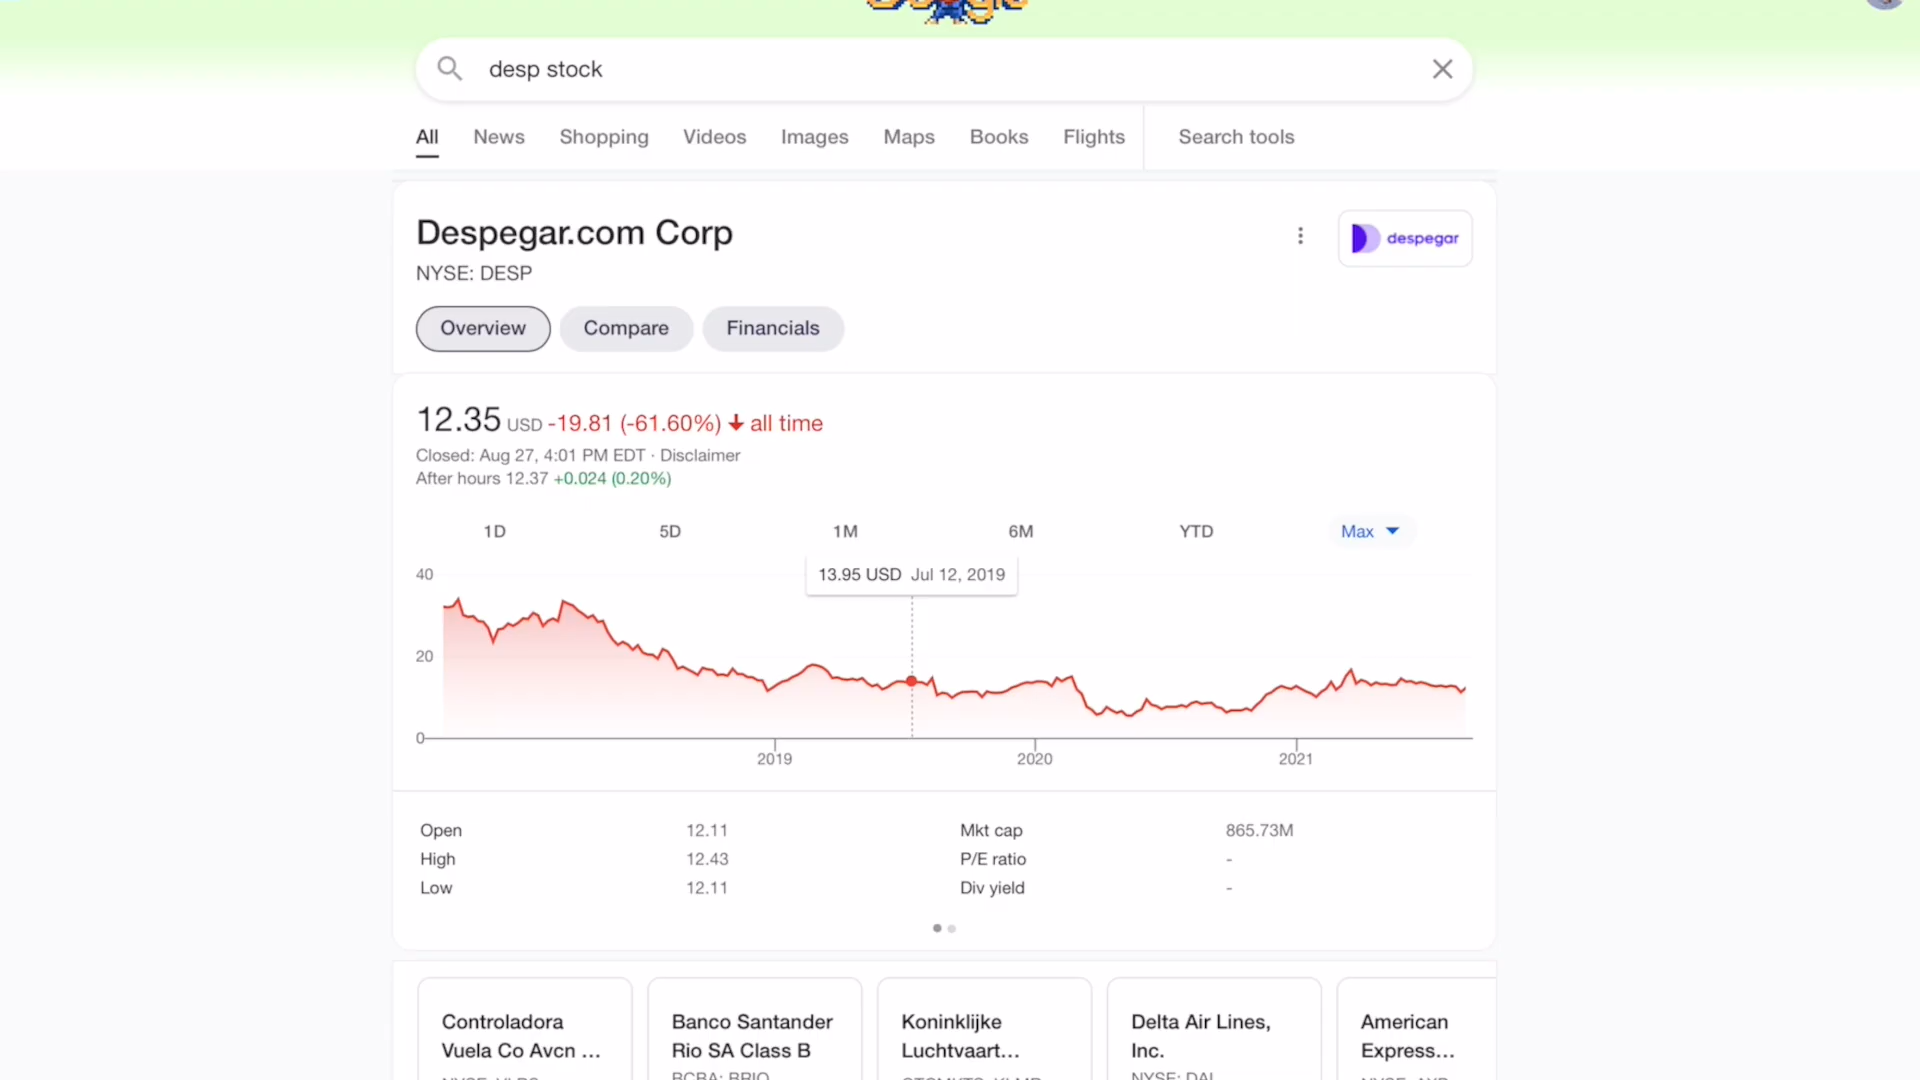 desp stock
All News Shopping Videos Images Maps Books Flights Search tools
Despegar.com Corp
NYSE: DESP
despegar
Overview Compare Financials
12.35 USD -19.81 (-61.60%) all time
Closed: Aug 27, 4:01 PM EDT · Disclaimer
After hours 12.37 +0.024 (0.20%)
1D 5D 1M 6M YTD Max
13.95 USD Jul 12, 2019
40
20
0
2019 2020 2021
Open 12.11 Mkt cap 865.73M
High 12.43 P/E ratio -
Low 12.11 Div yield -
Controladora Banco Santander Koninklijke Delta Air Lines, American
Vuela Co Avcn ... Rio SA Class B Luchtvaart... Inc. Express...